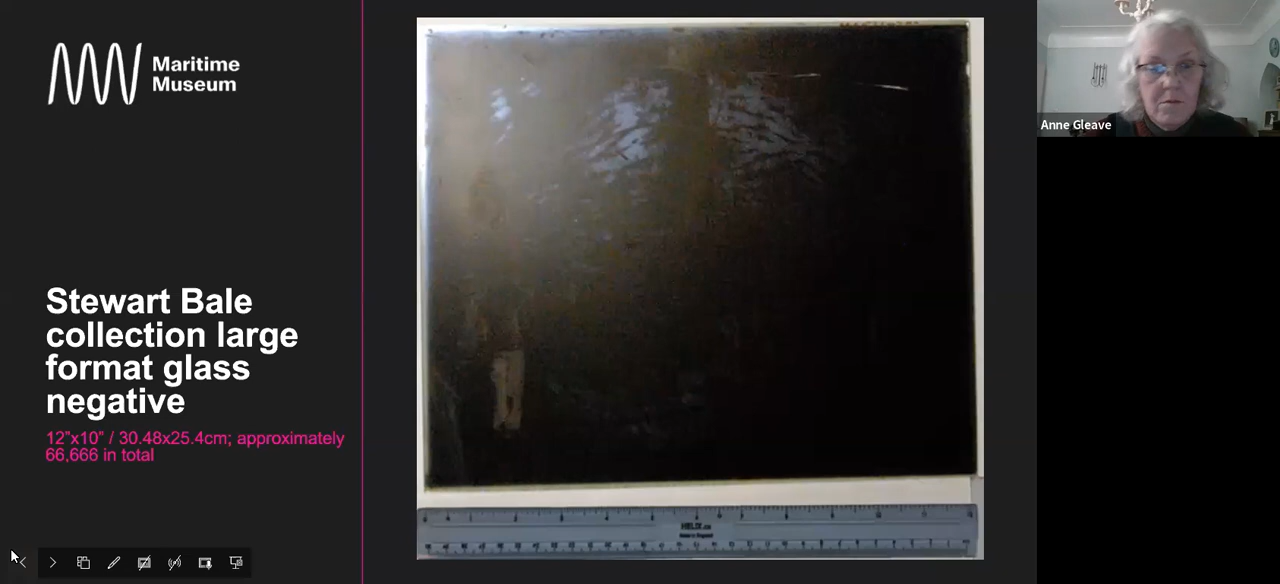 Maritime
Museum
Stewart Bale
collection large
format glass
negative
12"x10" / 30.48x25.4cm; approximately
66,666 in total
HELIX
Anne Gleave